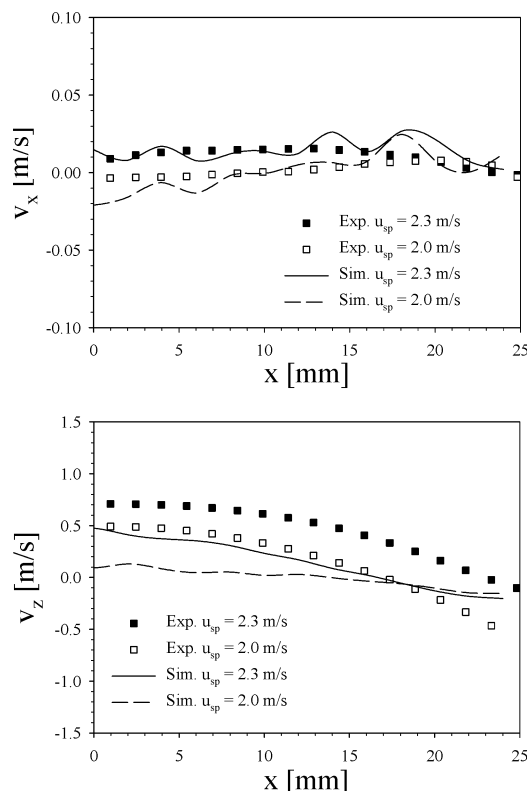 0.10
0.05
0.00
-0.05
-0.10
v_x [m/s]
Exp. u_sp = 2.3 m/s
Exp. u_sp = 2.0 m/s
Sim. u_sp = 2.3 m/s
Sim. u_sp = 2.0 m/s
0 5 10 15 20 25
x [mm]
1.5
1.0
0.5
0.0
-0.5
-1.0
-1.5
v_z [m/s]
Exp. u_sp = 2.3 m/s
Exp. u_sp = 2.0 m/s
Sim. u_sp = 2.3 m/s
Sim. u_sp = 2.0 m/s
0 5 10 15 20 25
x [mm]